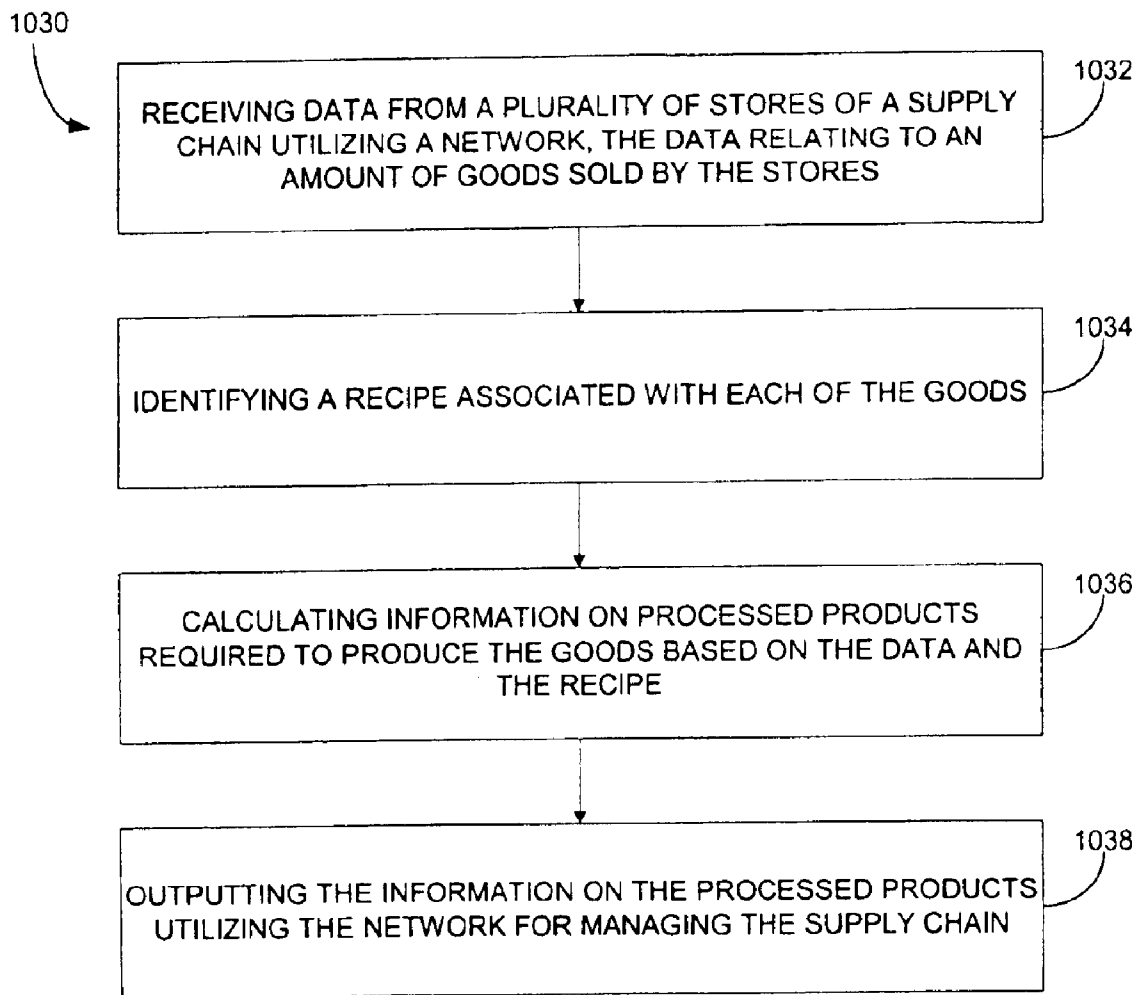 1030
1032
RECEIVING DATA FROM A PLURALITY OF STORES OF A SUPPLY
CHAIN UTILIZING A NETWORK, THE DATA RELATING TO AN
AMOUNT OF GOODS SOLD BY THE STORES
1034
IDENTIFYING A RECIPE ASSOCIATED WITH EACH OF THE GOODS
1036
CALCULATING INFORMATION ON PROCESSED PRODUCTS
REQUIRED TO PRODUCE THE GOODS BASED ON THE DATA AND
THE RECIPE
1038
OUTPUTTING THE INFORMATION ON THE PROCESSED PRODUCTS
UTILIZING THE NETWORK FOR MANAGING THE SUPPLY CHAIN